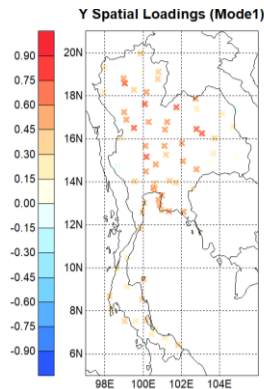 Y Spatial Loadings (Mode1)
0.90
0.75
0.60
0.45
0.30
0.15
0.00
-0.15
-0.30
-0.45
-0.60
-0.75
-0.90
20N
18N
16N
14N
12N
10N
8N
6N
98E 100E 102E 104E